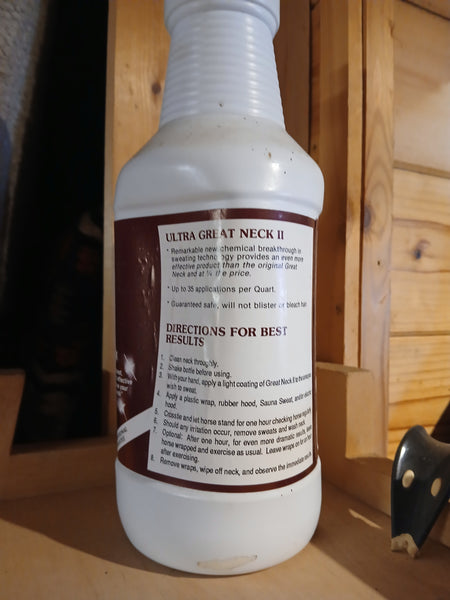 ULTRA GREAT NECK II
* Remarkable new chemical breakthrough in
sweating technology provides an even more
effective product than the original Great
Neck and at ½ the price.
* Up to 35 applications per Quart.
* Guaranteed safe, will not blister or bleach hair.
DIRECTIONS FOR BEST
RESULTS
1. Clean neck throughly.
2. Shake bottle before using.
3. With your hand, apply a light coating of Great Neck II to the area you
wish to sweat.
4. Apply a plastic wrap, rubber hood, Sauna Sweat, and/or
hood.
5. Crosstie and let horse stand for one hour checking horse regularly.
6. Should any irritation occur, remove sweats and wash neck.
7. Optional: After one hour, for even more dramatic results, leave
horse wrapped and exercise as usual. Leave wraps on for
after exercising.
8. Remove wraps, wipe off neck, and observe the immediate results.